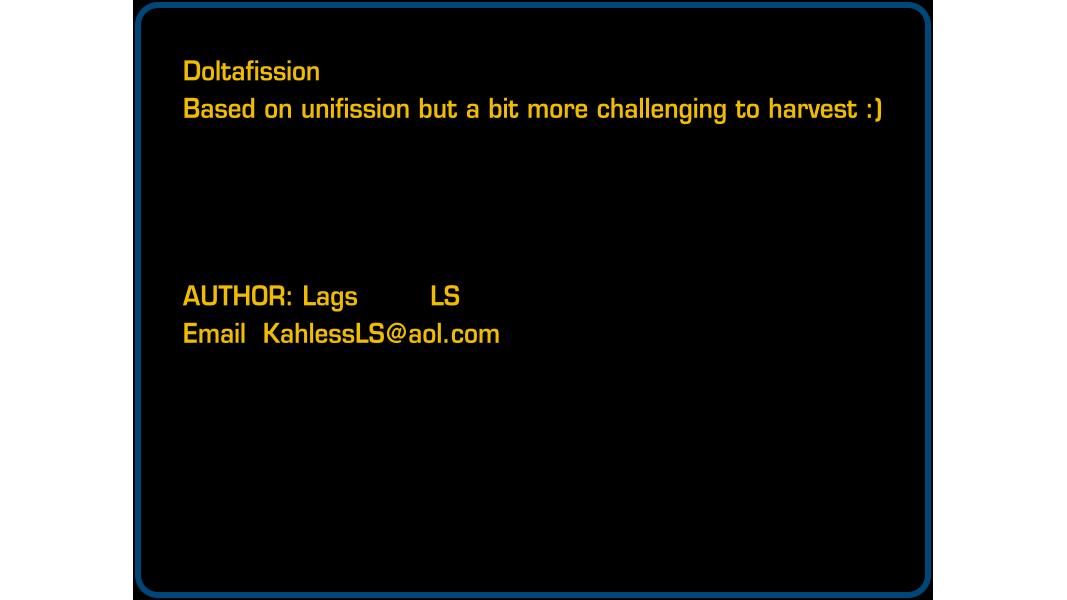 Doltafission
Based on unifission but a bit more challenging to harvest :)
AUTHOR: Lags LS
Email KahlessLS@aol.com